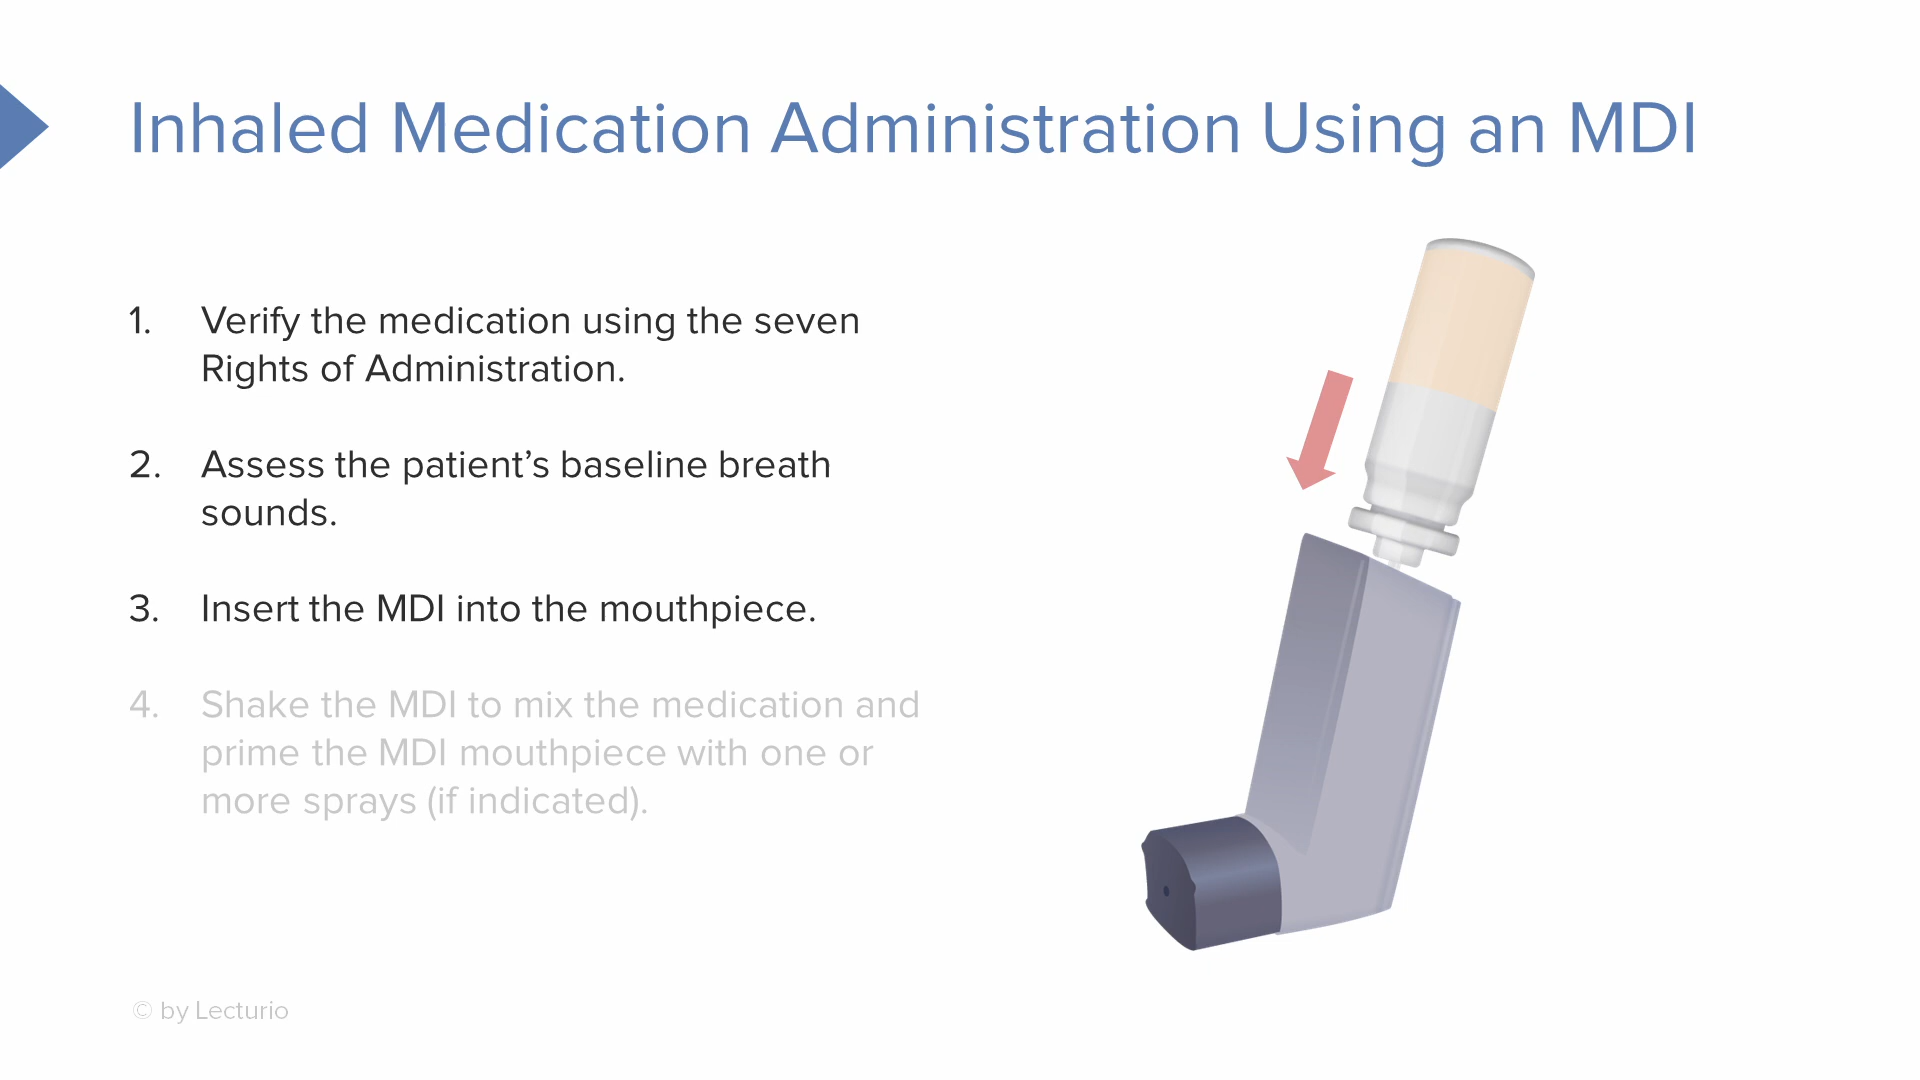 Inhaled Medication Administration Using an MDI
1. Verify the medication using the seven
Rights of Administration.
2. Assess the patient’s baseline breath
sounds.
3. Insert the MDI into the mouthpiece.
4. Shake the MDI to mix the medication and
prime the MDI mouthpiece with one or
more sprays (if indicated).
© by Lecturio